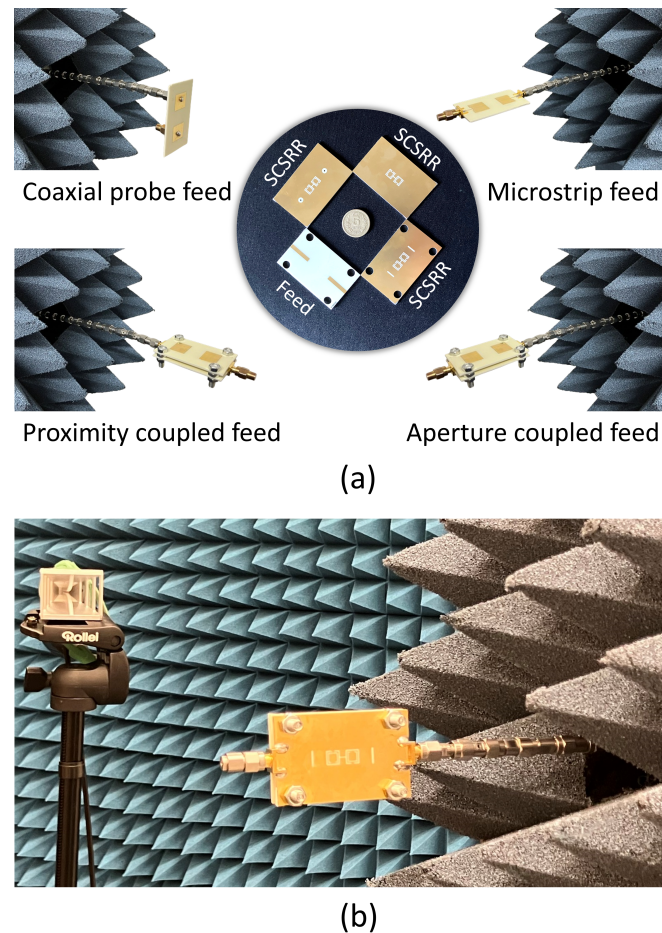 Coaxial probe feed
SCSRR
SCSRR
Microstrip feed
Feed
SCSRR
Proximity coupled feed
Aperture coupled feed
(a)
Rollei
(b)